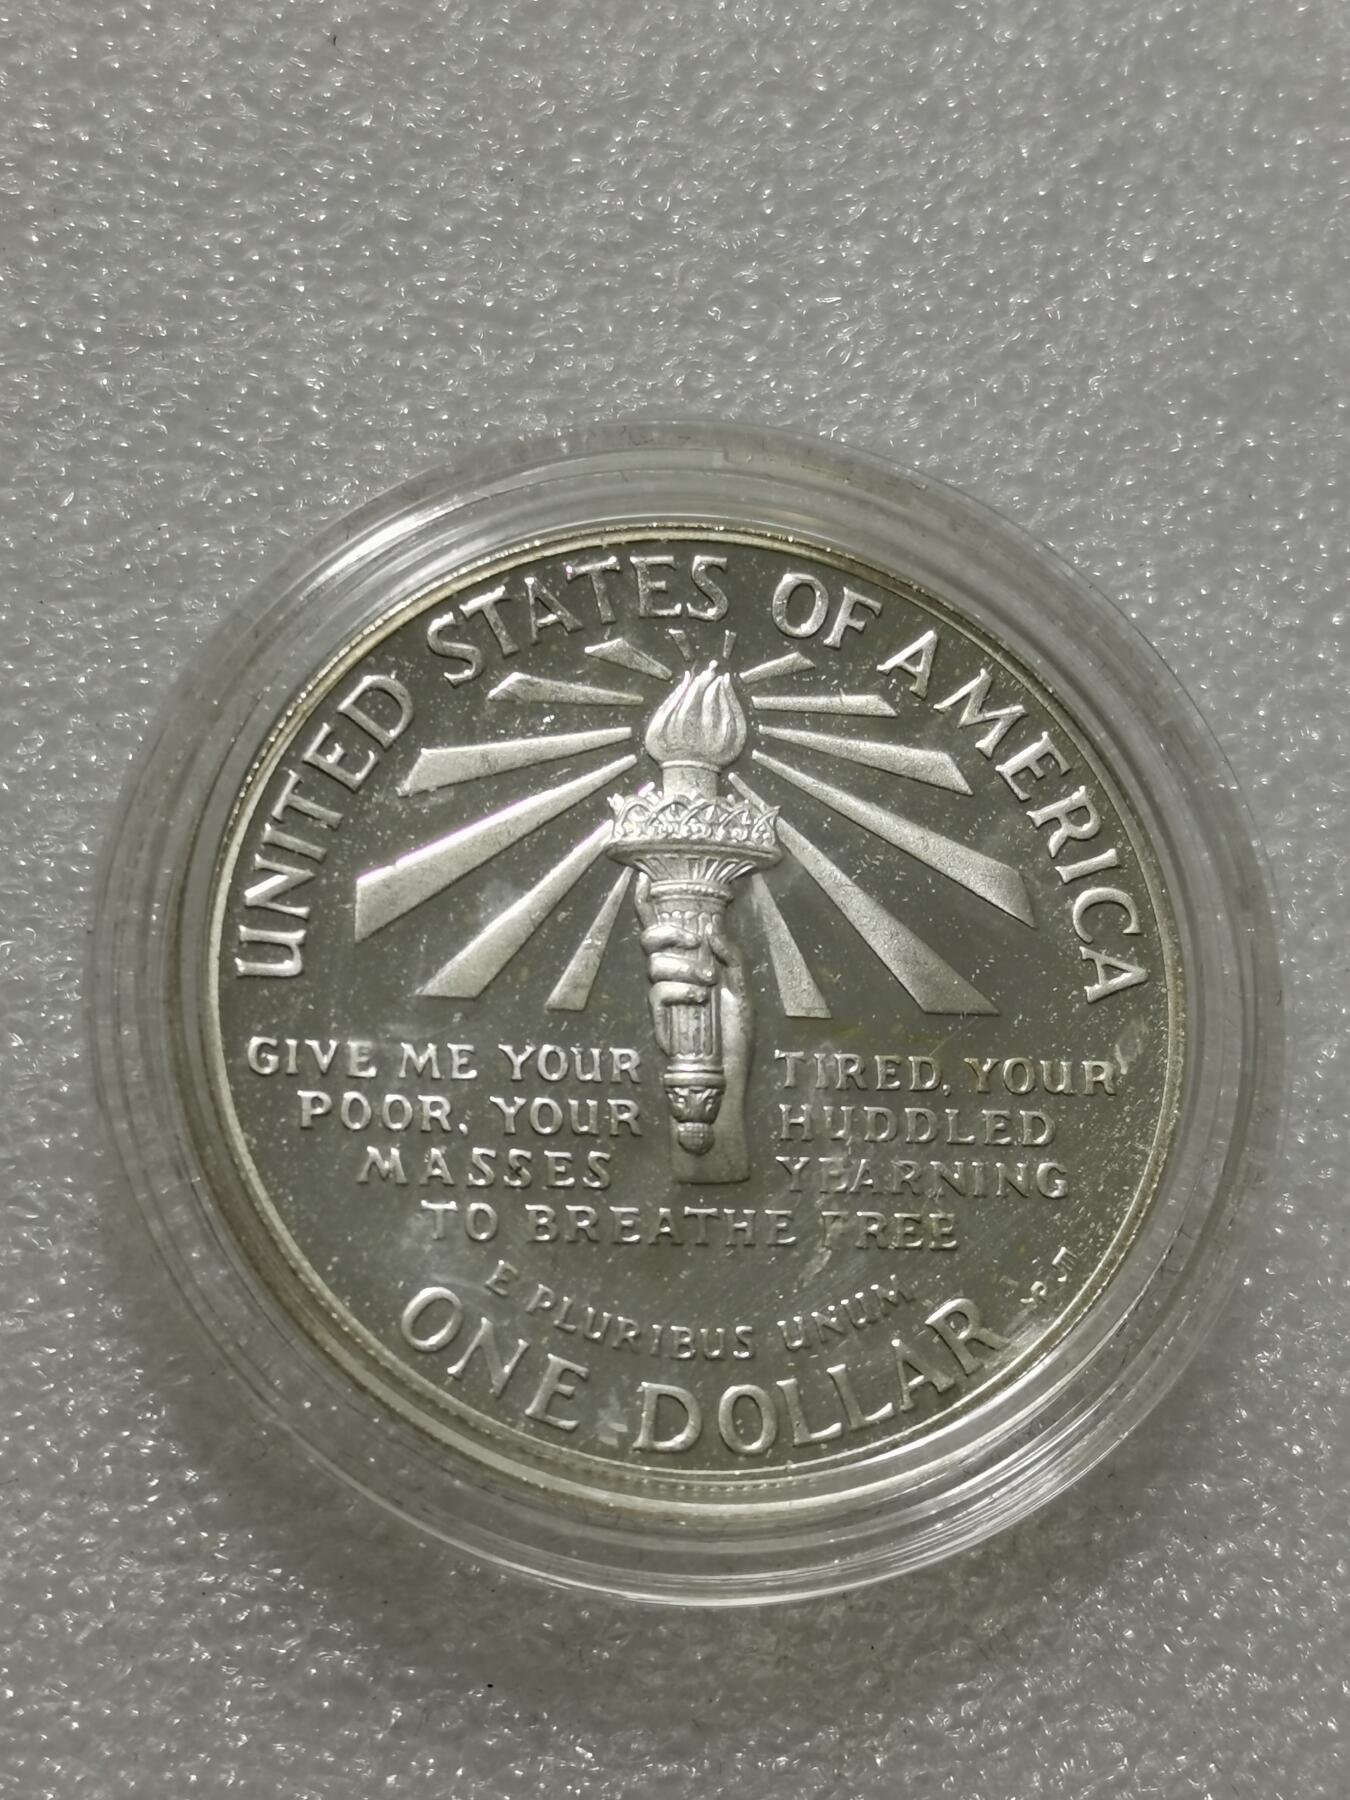 UNITED STATES OF AMERICA
GIVE ME YOUR TIRED, YOUR
POOR, YOUR HUDDLED
MASSES YEARNING
TO BREATHE FREE
E PLURIBUS UNUM
ONE DOLLAR